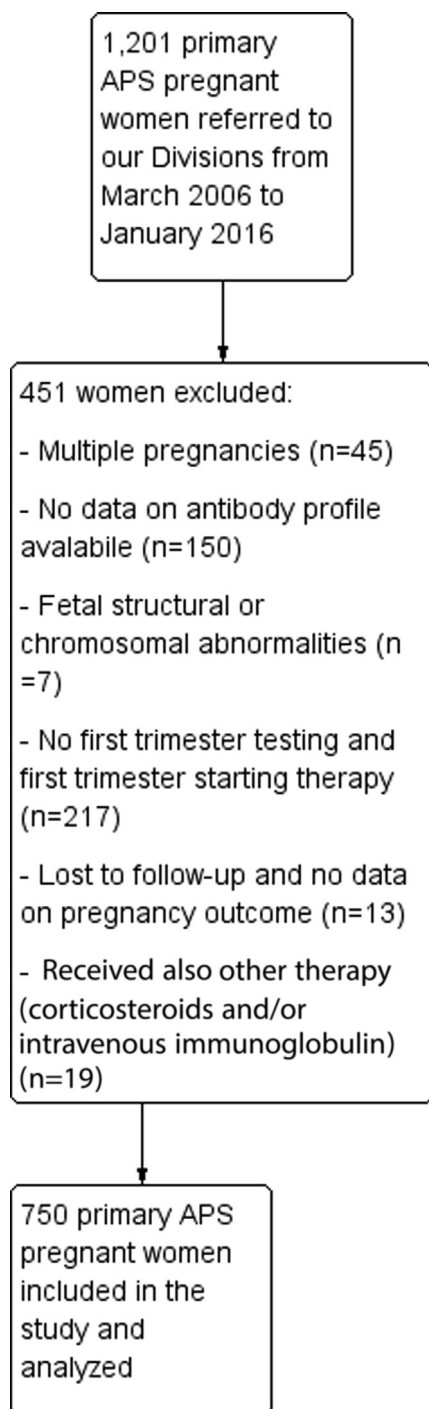 1,201 primary
APS pregnant
women referred to
our Divisions from
March 2006 to
January 2016
451 women excluded:
- Multiple pregnancies (n=45)
- No data on antibody profile
avalabile (n=150)
- Fetal structural or
chromosomal abnormalities (n
=7)
- No first trimester testing and
first trimester starting therapy
(n=217)
- Lost to follow-up and no data
on pregnancy outcome (n=13)
- Received also other therapy
(corticosteroids and/or
intravenous immunoglobulin)
(n=19)
750 primary APS
pregnant women
included in the
study and
analyzed